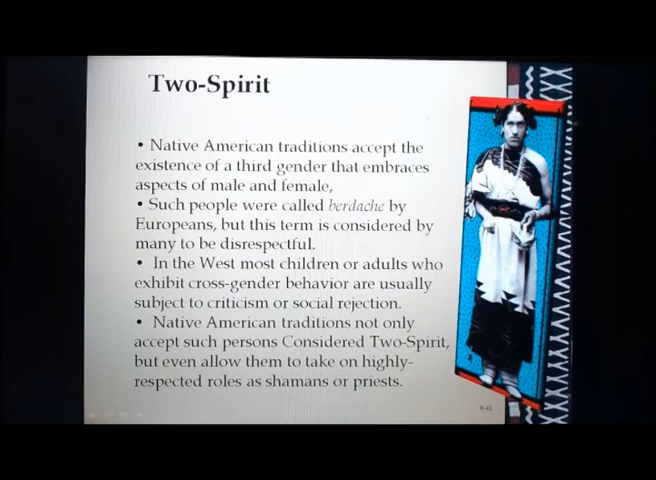 Two-Spirit
• Native American traditions accept the
existence of a third gender that embraces
aspects of male and female,
• Such people were called berdache by
Europeans, but this term is considered by
many to be disrespectful.
• In the West most children or adults who
exhibit cross-gender behavior are usually
subject to criticism or social rejection.
• Native American traditions not only
accept such persons Considered Two-Spirit,
but even allow them to take on highly-
respected roles as shamans or priests.
9-41